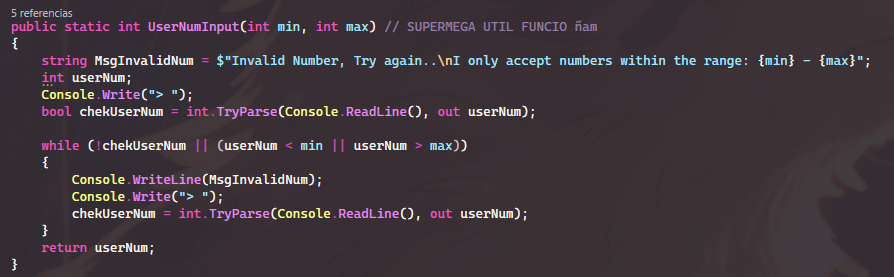 5 referencias
public static int UserNumInput(int min, int max) // SUPERMEGA UTIL FUNCIO ñam
{
string MsgInvalidNum = $"Invalid Number, Try again..\nI only accept numbers within the range: {min} - {max}";
int userNum;
Console.Write("> ");
bool chekUserNum = int.TryParse(Console.ReadLine(), out userNum);
while (!chekUserNum || (userNum < min || userNum > max))
{
Console.WriteLine(MsgInvalidNum);
Console.Write("> ");
chekUserNum = int.TryParse(Console.ReadLine(), out userNum);
}
return userNum;
}